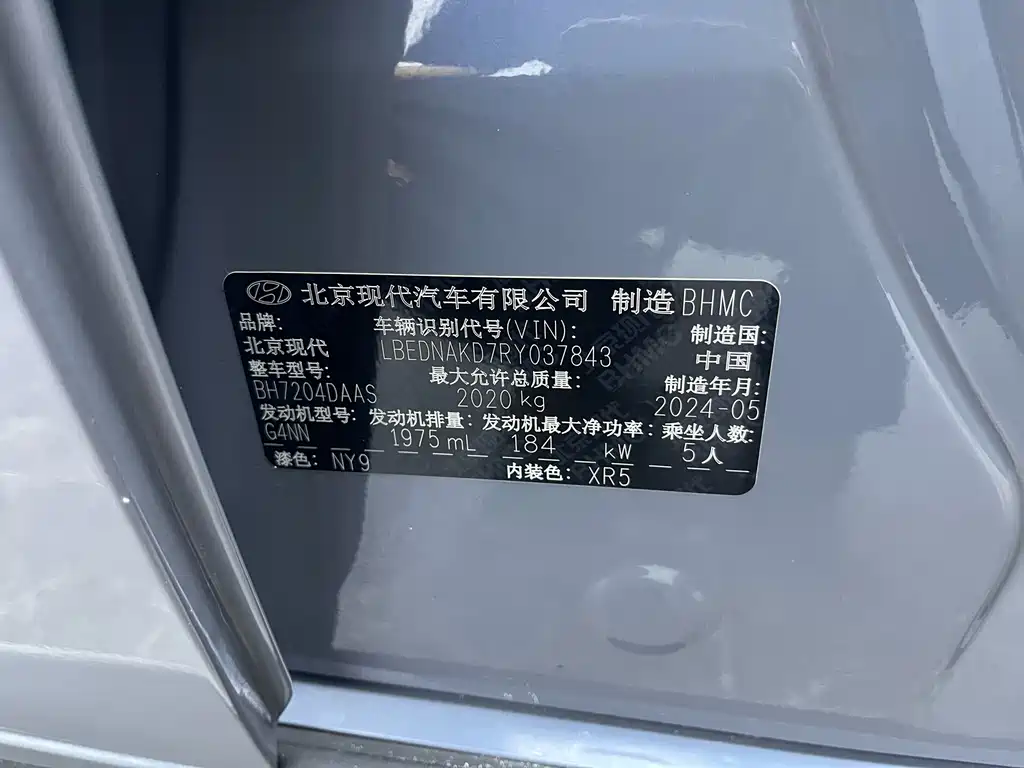 北京现代汽车有限公司 制造 BHMC
品牌: 车辆识别代号(VIN): 制造国:
北京现代 LBEDNAKD7RY037843 中国
整车型号: 最大允许总质量: 制造年月:
BH7204DAAS 2020 kg 2024-05
发动机型号: 发动机排量: 发动机最大净功率: 乘坐人数:
G4NN 1975 mL 184 kW 5人
漆色: NY9 内装色: XR5